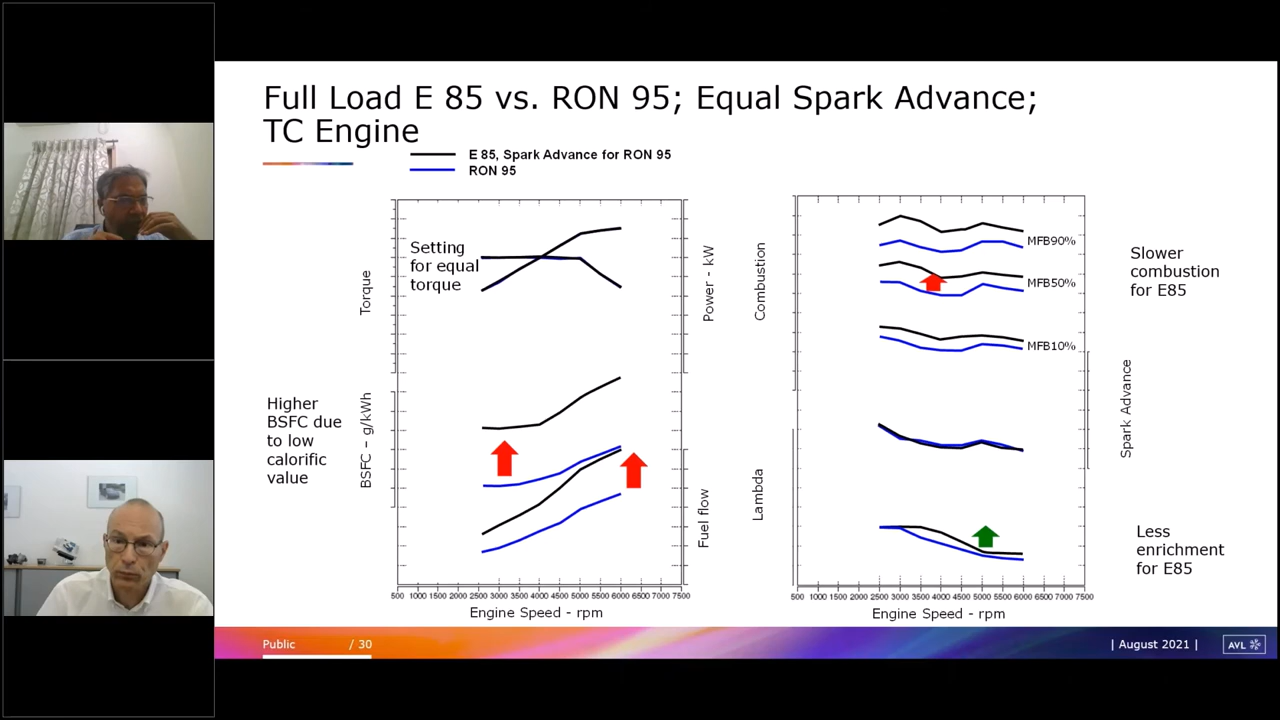 Full Load E 85 vs. RON 95; Equal Spark Advance;
TC Engine
E 85, Spark Advance for RON 95
RON 95
Setting
for equal
torque
Torque
Power - kW
Higher
BSFC due
to low
calorific
value
BSFC – g/kWh
Fuel flow
500 1000 1500 2000 2500 3000 3500 4000 4500 5000 5500 6000 6500 7000 7500
Engine Speed - rpm
Combustion
MFB90%
MFB50%
MFB10%
Slower
combustion
for E85
Spark Advance
Lambda
Less
enrichment
for E85
500 1000 1500 2000 2500 3000 3500 4000 4500 5000 5500 6000 6500 7000 7500
Engine Speed - rpm
Public / 30 | August 2021 | AVL